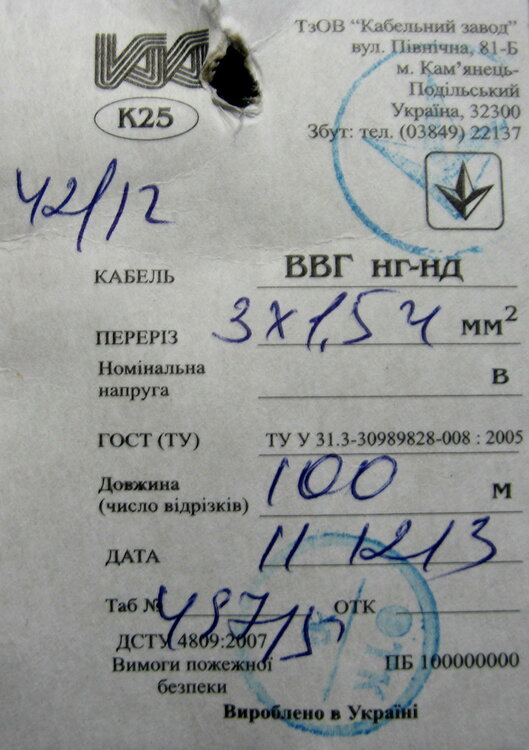 ТзОВ "Кабельний завод"
вул. Північна, 81-Б
м. Кам'янець-
Подільський
Україна, 32300
Збут: тел. (03849) 22137
К25
42/12
КАБЕЛЬ ВВГ нг-нд
ПЕРЕРІЗ 3х1,5 ч мм²
Номінальна
напруга В
ГОСТ (ТУ) ТУ У 31.3-30989828-008 : 2005
Довжина
(число відрізків) 100 м
ДАТА 11 12 13
Таб № ОТК
ДСТУ 4809:2007
Вимоги пожежної
безпеки
ПБ 100000000
Вироблено в Україні